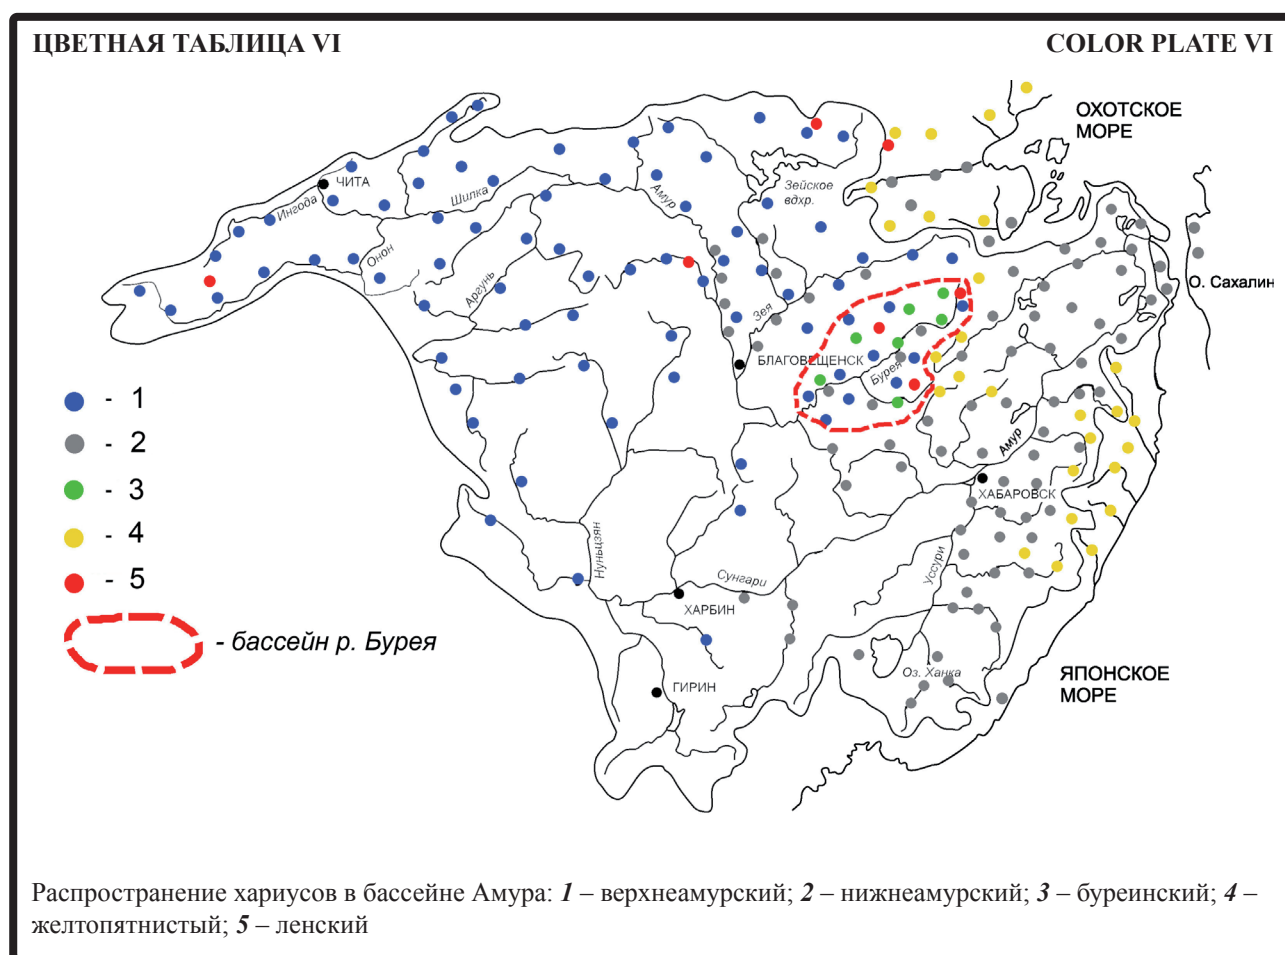 ЦВЕТНАЯ ТАБЛИЦА VI
COLOR PLATE VI
ОХОТСКОЕ
МОРЕ
ЧИТА
Ингода
Шилка
Амур
Зейское
вдхр.
Онон
Аргунь
О. Сахалин
Зея
БЛАГОВЕЩЕНСК
Бурея
- 1
- 2
- 3
- 4
- 5
- бассейн р. Бурея
Амур
ХАБАРОВСК
Нуньцзян
Сунгари
Уссури
ХАРБИН
Оз. Ханка
ГИРИН
ЯПОНСКОЕ
МОРЕ
Распространение хариусов в бассейне Амура: 1 – верхнеамурский; 2 – нижнеамурский; 3 – буреинский; 4 –
желтопятнистый; 5 – ленский